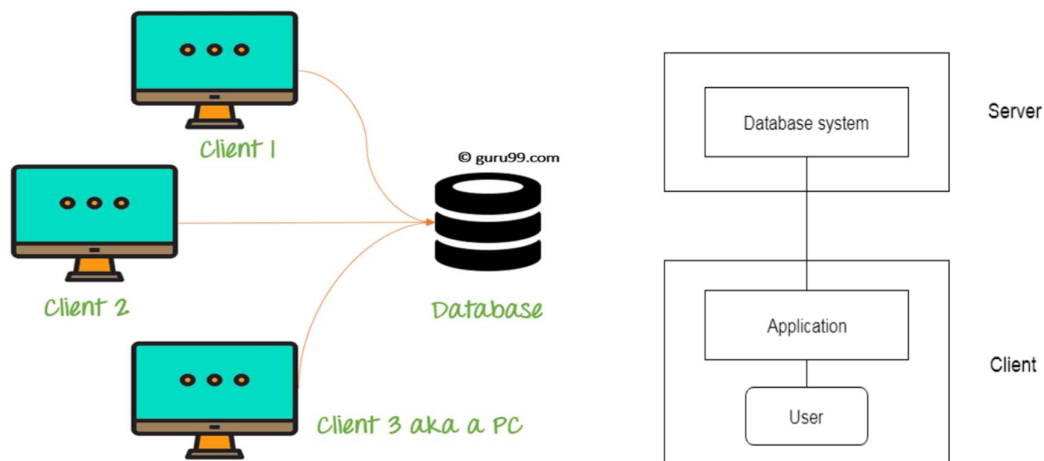 Client 1
© guru99.com
Client 2
Database
Client 3 aka a PC
Database system
Server
Application
Client
User